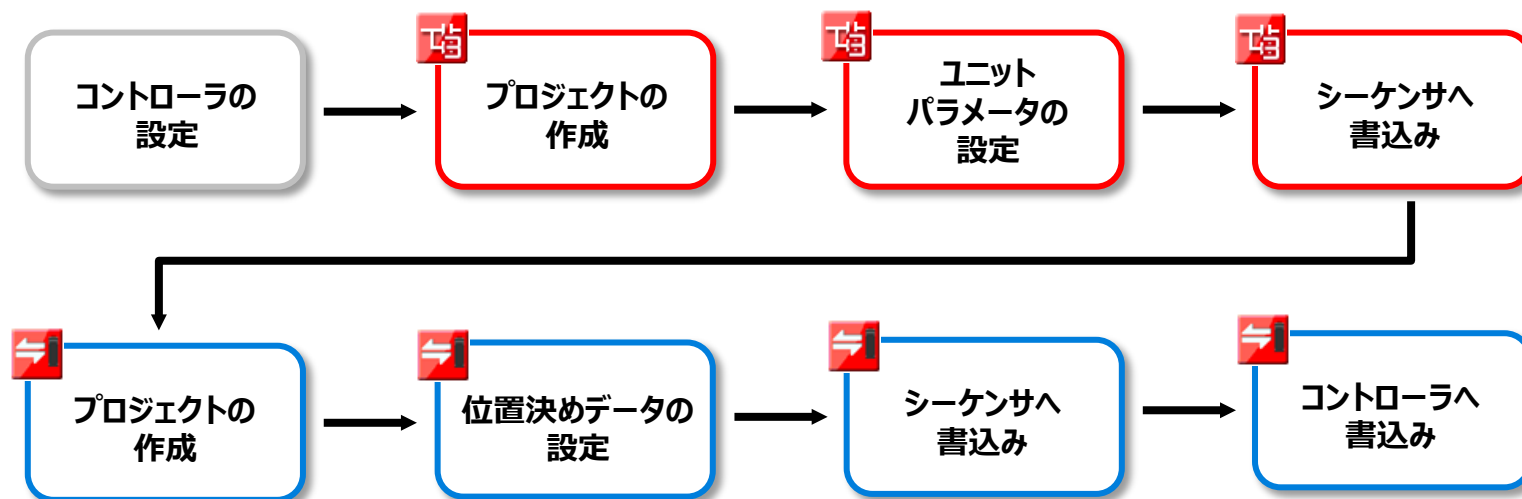 コントローラの
設定
プロジェクトの
作成
ユニット
パラメータの
設定
シーケンサへ
書込み
プロジェクトの
作成
位置決めデータの
設定
シーケンサへ
書込み
コントローラへ
書込み